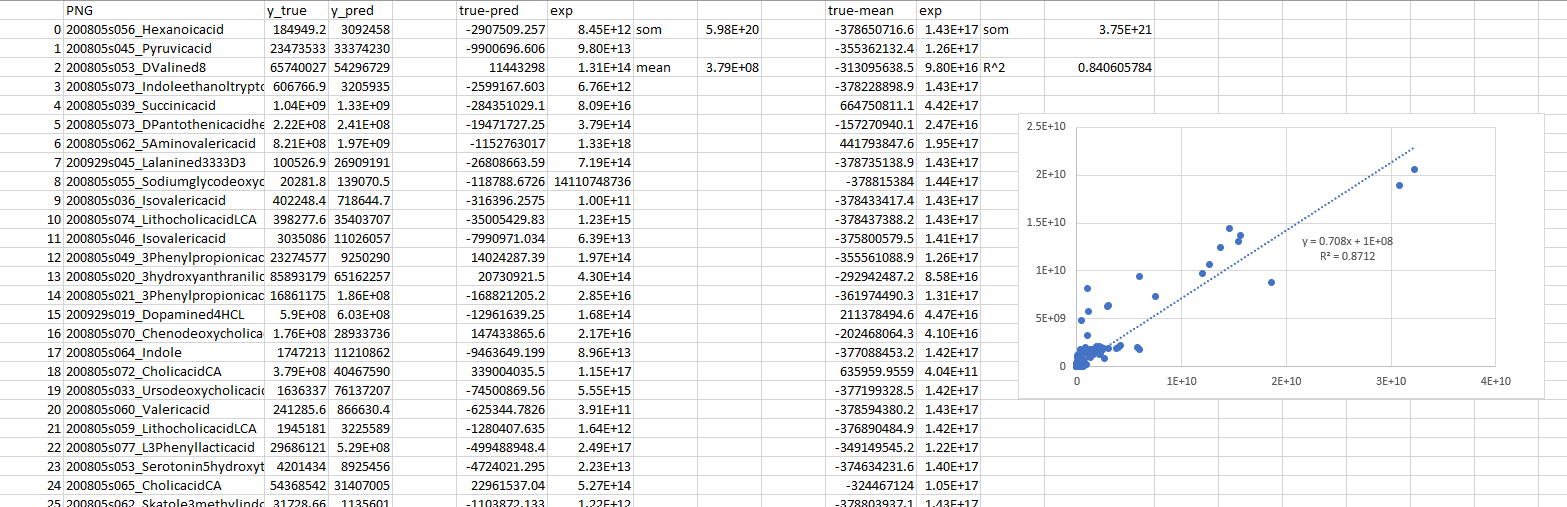 PNG y_true y_pred true-pred exp true-mean exp
0 200805s056_Hexanoicacid 184949.2 3092458 -2907509.257 8.45E+12 som 5.98E+20 -378650716.6 1.43E+17 som 3.75E+21
1 200805s045_Pyruvicacid 23473533 33374230 -9900696.606 9.80E+13 -355362132.4 1.26E+17
2 200805s053_DValined8 65740027 54296729 11443298 1.31E+14 mean 3.79E+08 -313095638.5 9.80E+16 R^2 0.840605784
3 200805s073_Indoleethanoltrypto 606766.9 3205935 -2599167.603 6.76E+12 -378228898.9 1.43E+17
4 200805s039_Succinicacid 1.04E+09 1.33E+09 -284351029.1 8.09E+16 664750811.1 4.42E+17
5 200805s073_DPantothenicacidhe 2.22E+08 2.41E+08 -19471727.25 3.79E+14 -157270940.1 2.47E+16
6 200805s062_5Aminovalericacid 8.21E+08 1.97E+09 -1152763017 1.33E+18 441793847.6 1.95E+17
7 200929s045_Lalanined3333D3 100526.9 26909191 -26808663.59 7.19E+14 -378735138.9 1.43E+17
8 200805s055_Sodiumglycodeoxyc 20281.8 139070.5 -118788.6726 14110748736 -378815384 1.44E+17
9 200805s036_Isovalericacid 402248.4 718644.7 -316396.2575 1.00E+11 -378433417.4 1.43E+17
10 200805s074_LithocholicacidLCA 398277.6 35403707 -35005429.83 1.23E+15 -378437388.2 1.43E+17
11 200805s046_Isovalericacid 3035086 11026057 -7990971.034 6.39E+13 -375800579.5 1.41E+17
12 200805s049_3Phenylpropionicac 23274577 9250290 14024287.39 1.97E+14 -355561088.9 1.26E+17
13 200805s020_3hydroxyanthranilic 85893179 65162257 20730921.5 4.30E+14 -292942487.2 8.58E+16
14 200805s021_3Phenylpropionicac 16861175 1.86E+08 -168821205.2 2.85E+16 -361974490.3 1.31E+17
15 200929s019_Dopamined4HCL 5.9E+08 6.03E+08 -12961639.25 1.68E+14 211378494.6 4.47E+16
16 200805s070_Chenodeoxycholica 1.76E+08 28933736 147433865.6 2.17E+16 -202468064.3 4.10E+16
17 200805s064_Indole 1747213 11210862 -9463649.199 8.96E+13 -377088453.2 1.42E+17
18 200805s072_CholicacidCA 3.79E+08 40467590 339004035.5 1.15E+17 635959.9559 4.04E+11
19 200805s033_Ursodeoxycholicacic 1636337 76137207 -74500869.56 5.55E+15 -377199328.5 1.42E+17
20 200805s060_Valericacid 241285.6 866630.4 -625344.7826 3.91E+11 -378594380.2 1.43E+17
21 200805s059_LithocholicacidLCA 1945181 3225589 -1280407.635 1.64E+12 -376890484.9 1.42E+17
22 200805s077_L3Phenyllacticacid 29686121 5.29E+08 -499488948.4 2.49E+17 -349149545.2 1.22E+17
23 200805s053_Serotonin5hydroxyt 4201434 8925456 -4724021.295 2.23E+13 -374634231.6 1.40E+17
24 200805s065_CholicacidCA 54368542 31407005 22961537.04 5.27E+14 -324467124 1.05E+17
25 200805s062_Skatole3methylindo 31728.66 1135601 -1103872.133 1.22E+12 -378803937.1 1.43E+17
2.5E+10
2E+10
1.5E+10
1E+10
5E+09
0
y = 0.708x + 1E+08
R² = 0.8712
0 1E+10 2E+10 3E+10 4E+10